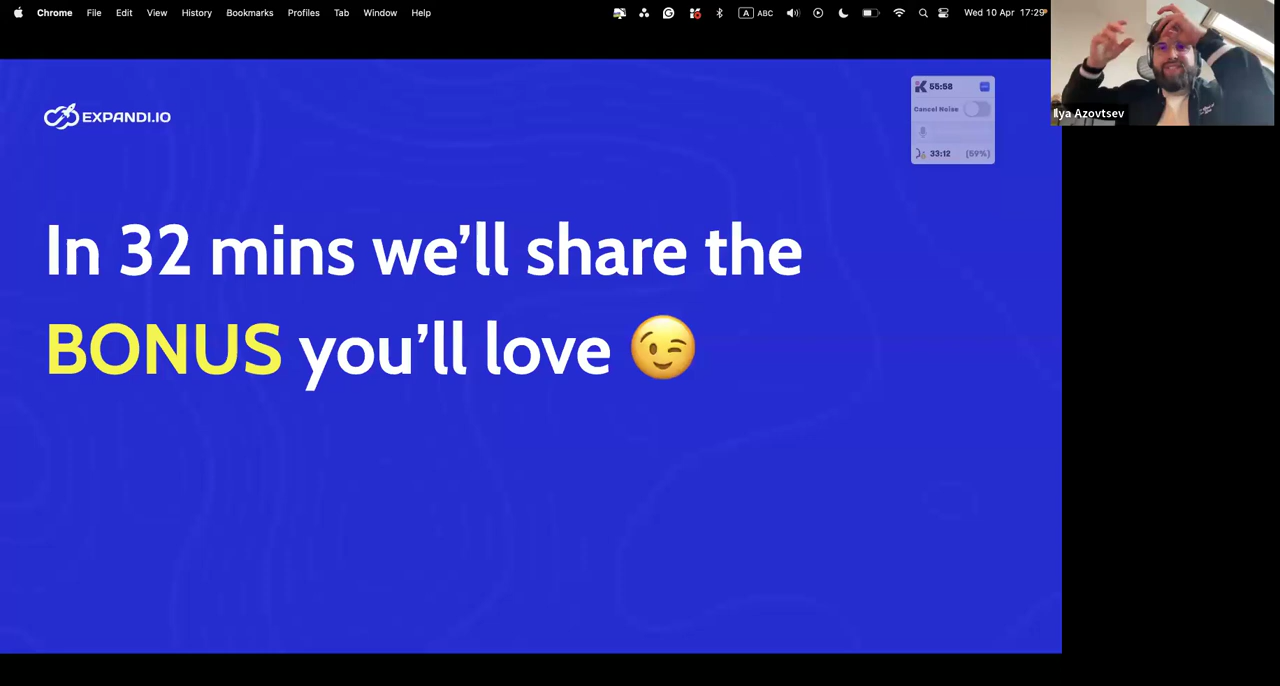 Chrome File Edit View History Bookmarks Profiles Tab Window Help A ABC Wed 10 Apr 17:29
EXPANDI.IO
55:58
Cancel Noise
33:12 (59%)
Ilya Azovtsev
In 32 mins we’ll share the
BONUS you’ll love 😉